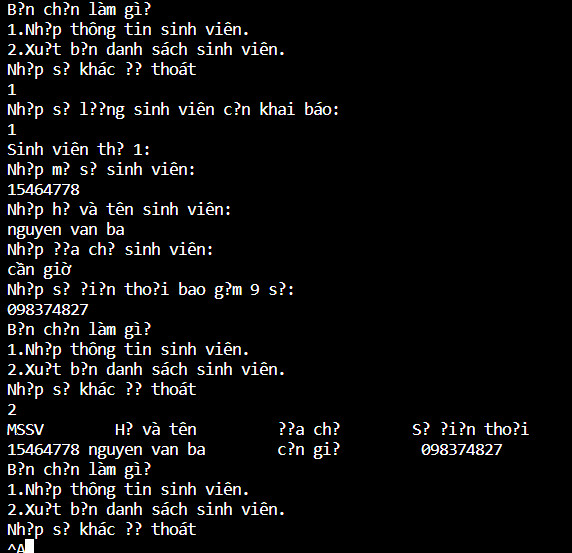 B?n ch?n làm gì?
1.Nh?p thông tin sinh viên.
2.Xu?t b?n danh sách sinh viên.
Nh?p s? khác ?? thoát
1
Nh?p s? l??ng sinh viên c?n khai báo:
1
Sinh viên th? 1:
Nh?p m? s? sinh viên:
15464778
Nh?p h? và tên sinh viên:
nguyen van ba
Nh?p ??a ch? sinh viên:
cần giờ
Nh?p s? ?i?n tho?i bao g?m 9 s?:
098374827
B?n ch?n làm gì?
1.Nh?p thông tin sinh viên.
2.Xu?t b?n danh sách sinh viên.
Nh?p s? khác ?? thoát
2
MSSV H? và tên ??a ch? S? ?i?n tho?i
15464778 nguyen van ba c?n gi? 098374827
B?n ch?n làm gì?
1.Nh?p thông tin sinh viên.
2.Xu?t b?n danh sách sinh viên.
Nh?p s? khác ?? thoát
^A